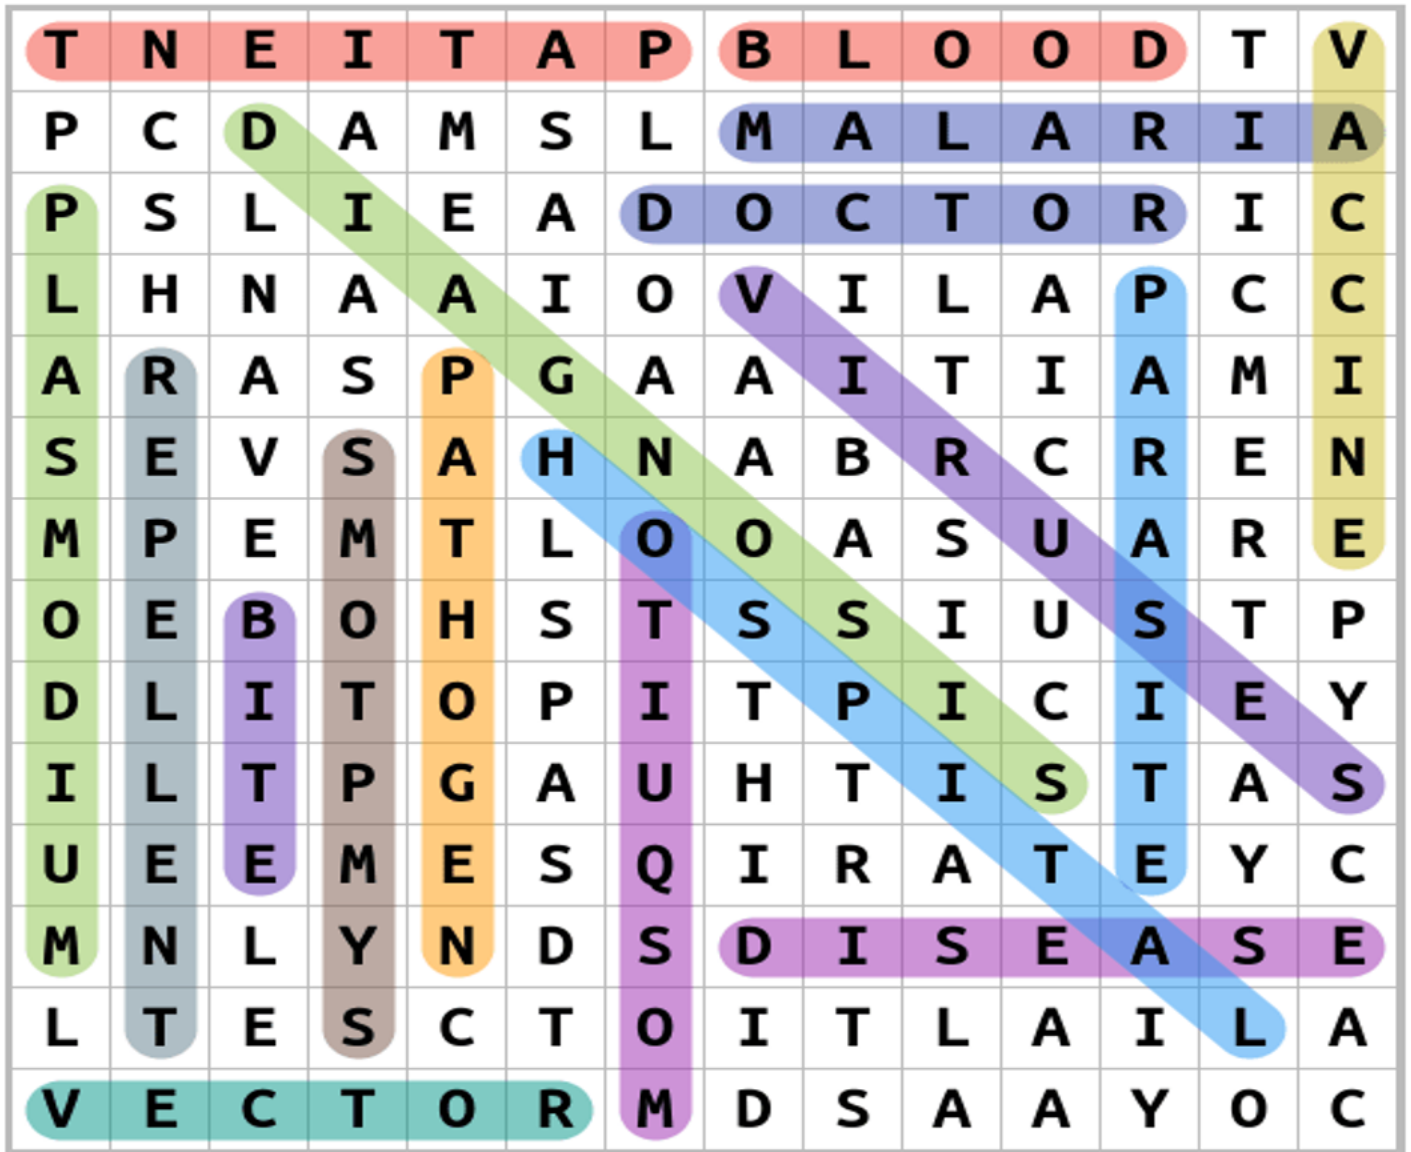 T N E I T A P B L O O D T V
P C D A M S L M A L A R I A
P S L I E A D O C T O R I C
L H N A A I O V I L A P C C
A R A S P G A A I T I A M I
S E V S A H N A B R C R E N
M P E M T L O O A S U A R E
O E B O H S T S S I U S T P
D L I T O P I T P I C I E Y
I L T P G A U H T I S T A S
U E E M E S Q I R A T E Y C
M N L Y N D S D I S E A S E
L T E S C T O I T L A I L A
V E C T O R M D S A A Y O C